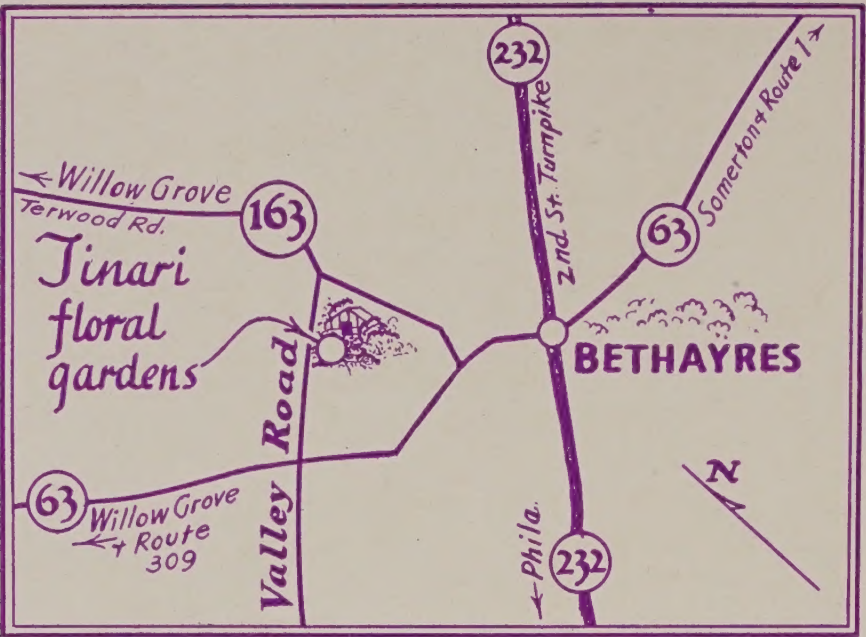 232
2nd. St. Turnpike
Somerton & Route 1
63
← Willow Grove
Terwood Rd.
163
Tinari
floral
gardens
Valley Road
BETHAYRES
63
Willow Grove
← + Route
309
← Phila.
232
N